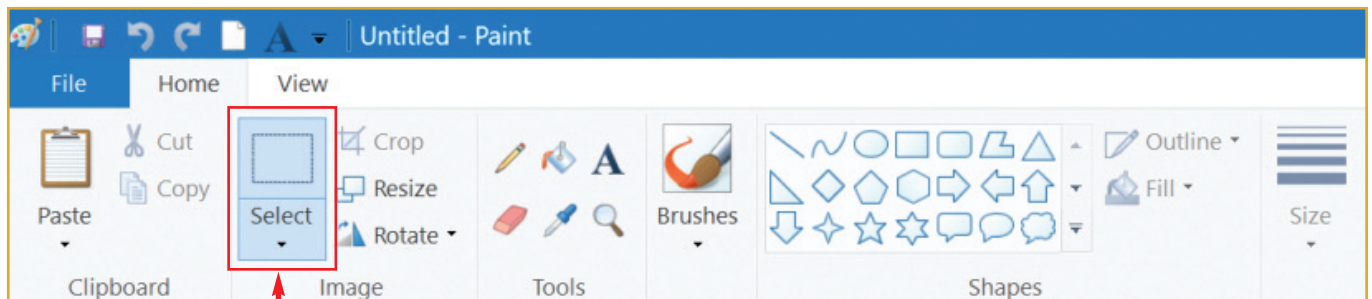 Untitled - Paint
File Home View
Cut
Copy
Paste
Select
Crop
Resize
Rotate
A
Brushes
Outline
Fill
Size
Clipboard Image Tools Shapes